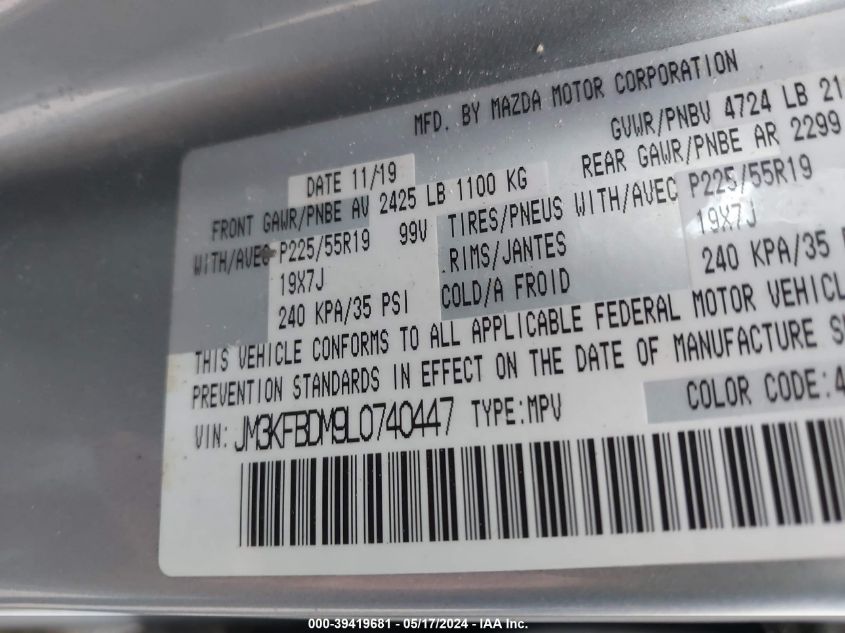 MFD. BY MAZDA MOTOR CORPORATION
DATE 11/19 GVWR/PNBV 4724 LB 21
FRONT GAWR/PNBE AV 2425 LB 1100 KG REAR GAWR/PNBE AR 2299
WITH/AVEC P225/55R19 99V TIRES/PNEUS WITH/AVEC P225/55R19
19X7J RIMS/JANTES 19X7J
240 KPA/35 PSI COLD/A FROID 240 KPA/35 P
THIS VEHICLE CONFORMS TO ALL APPLICABLE FEDERAL MOTOR VEHICL
PREVENTION STANDARDS IN EFFECT ON THE DATE OF MANUFACTURE S
VIN: JM3KFBDM9L0740447 TYPE:MPV COLOR CODE:4
000-39419681 - 05/17/2024 - IAA Inc.